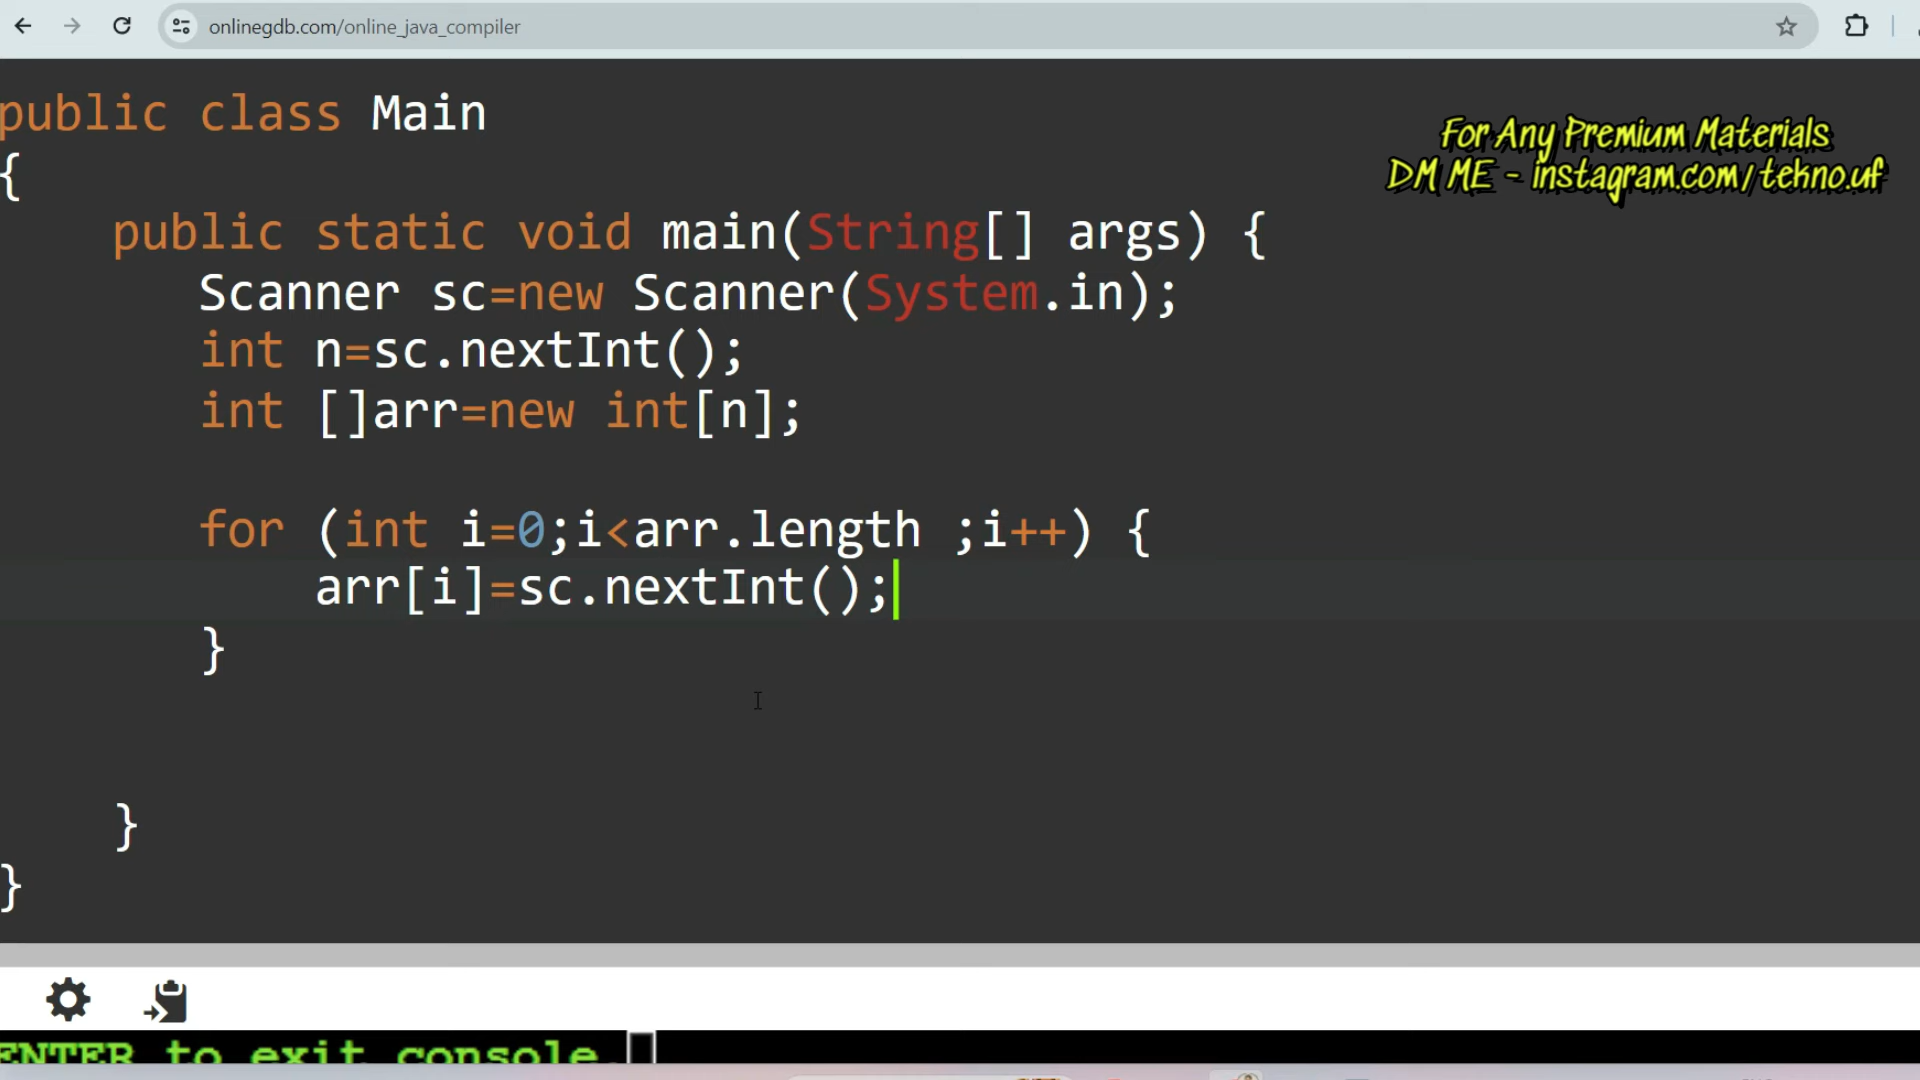 onlinegdb.com/online_java_compiler
public class Main
For Any Premium Materials
DM ME - instagram.com/tekno.uf
{
public static void main(String[] args) {
Scanner sc=new Scanner(System.in);
int n=sc.nextInt();
int []arr=new int[n];
for (int i=0;i<arr.length ;i++) {
arr[i]=sc.nextInt();
}
}
}
ENTER to exit console.